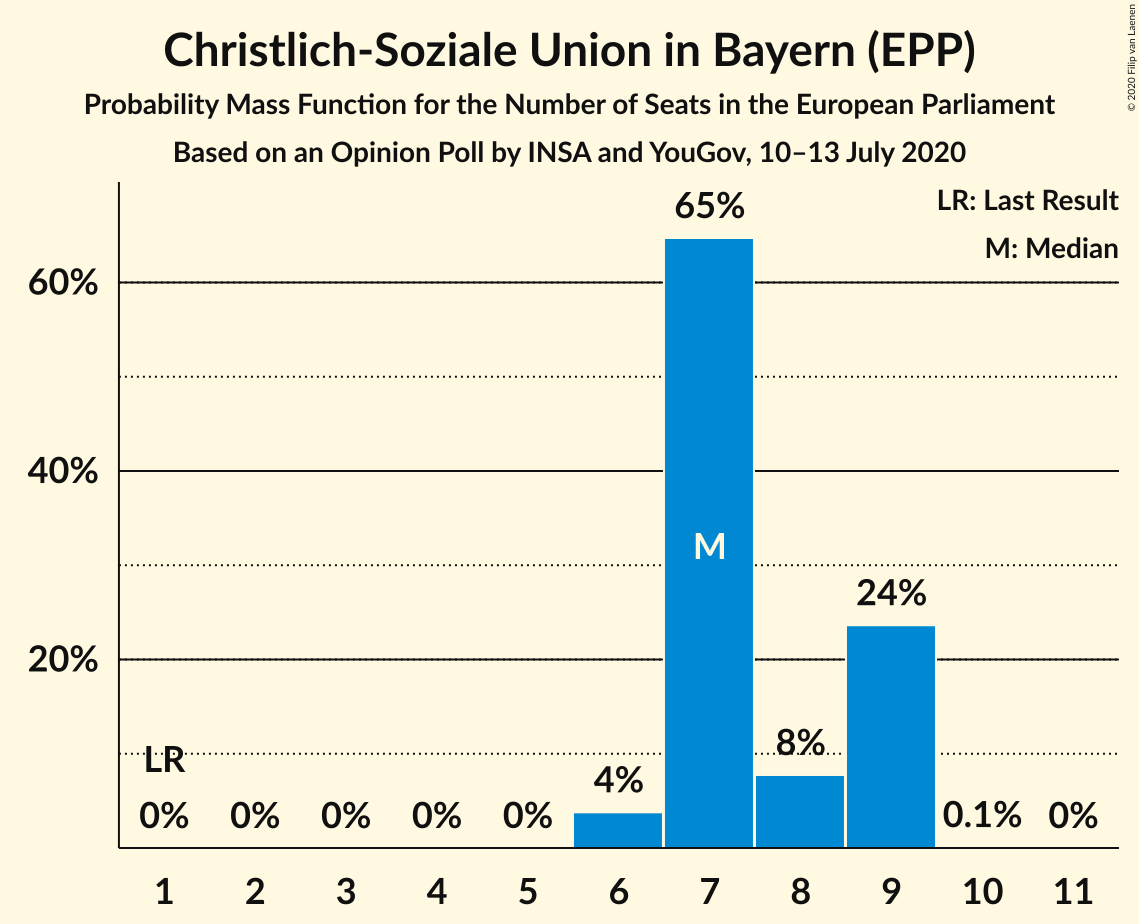 Christlich-Soziale Union in Bayern (EPP)
Probability Mass Function for the Number of Seats in the European Parliament
Based on an Opinion Poll by INSA and YouGov, 10–13 July 2020
© 2020 Filip van Laenen
LR: Last Result
M: Median
65%
60%
40%
M
24%
20%
8%
LR
4%
0% 0% 0% 0% 0% 0.1% 0%
1 2 3 4 5 6 7 8 9 10 11